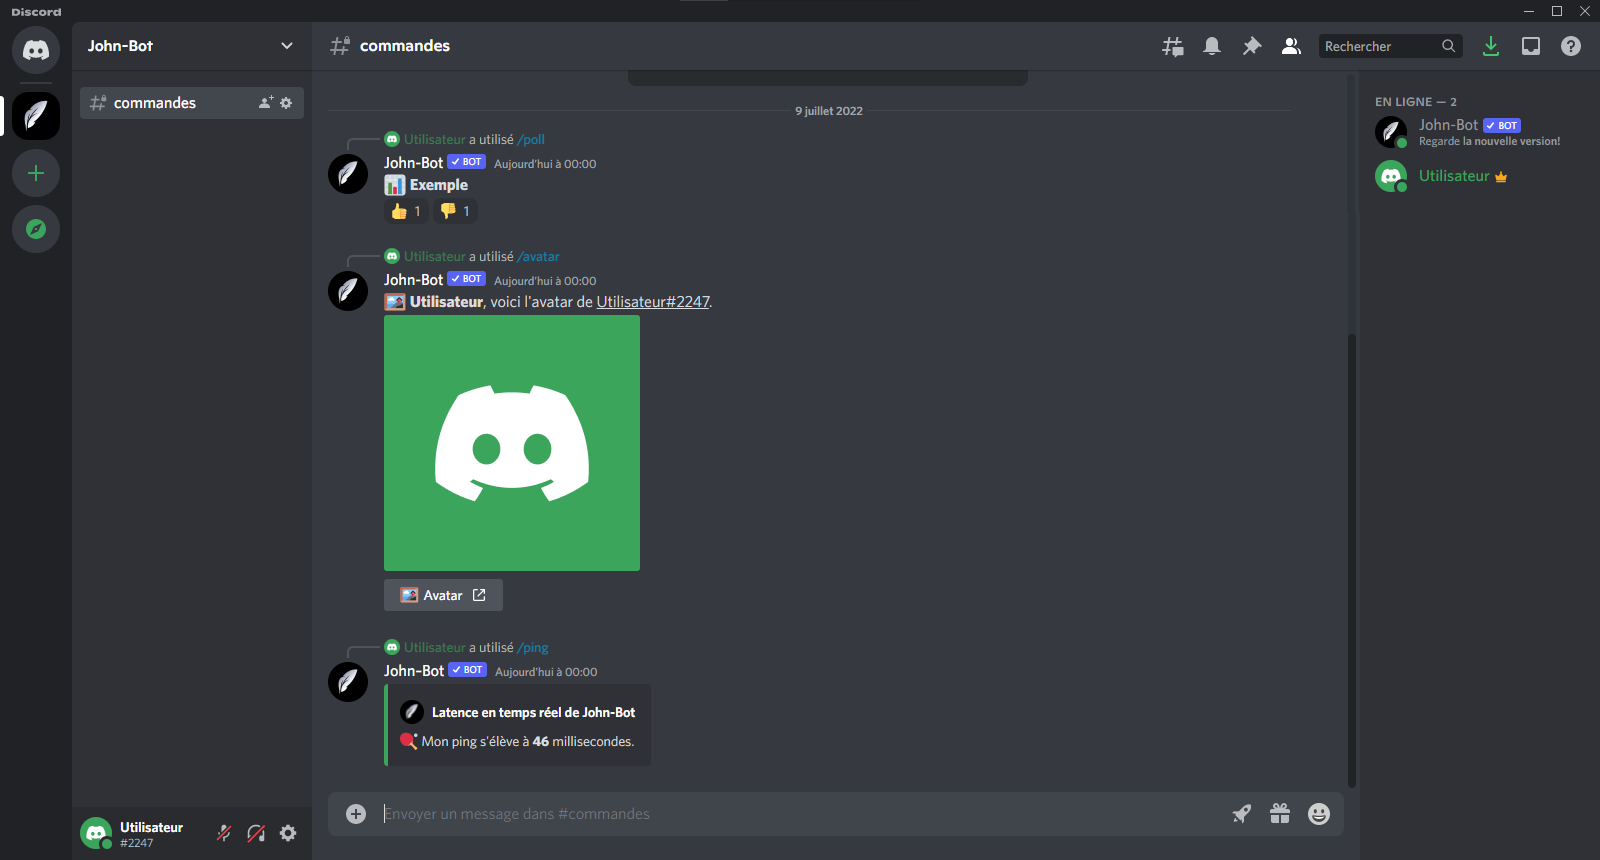 Discord
John-Bot
commandes
commandes
Rechercher
9 juillet 2022
Utilisateur a utilisé /poll
John-Bot BOT Aujourd'hui à 00:00
Exemple
1 1
Utilisateur a utilisé /avatar
John-Bot BOT Aujourd'hui à 00:00
Utilisateur, voici l'avatar de Utilisateur#2247.
Avatar
Utilisateur a utilisé /ping
John-Bot BOT Aujourd'hui à 00:00
Latence en temps réel de John-Bot
Mon ping s'élève à 46 millisecondes.
Envoyer un message dans #commandes
EN LIGNE — 2
John-Bot BOT
Regarde la nouvelle version!
Utilisateur
Utilisateur
#2247